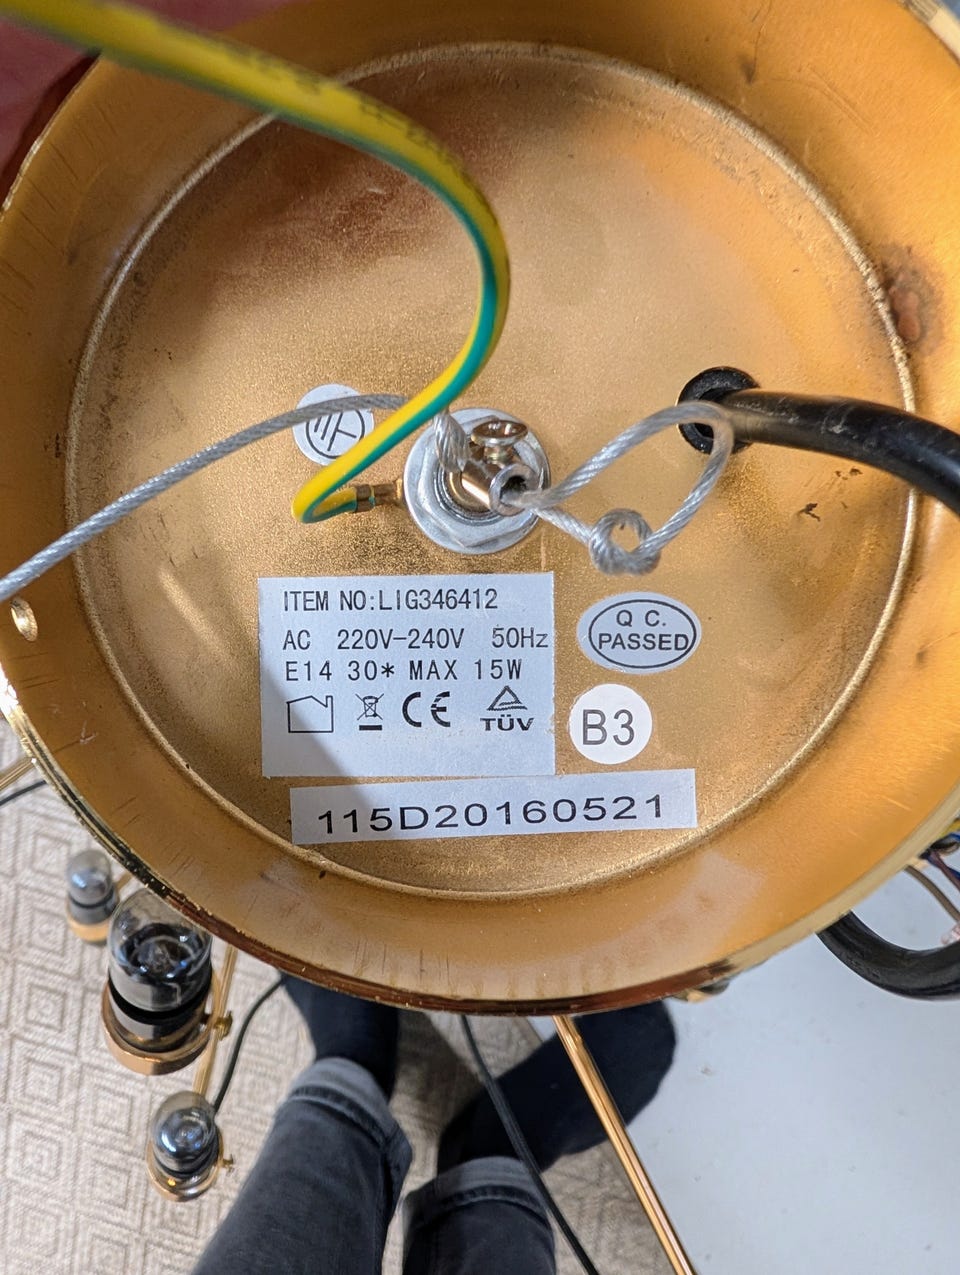 ITEM NO:LIG346412
AC 220V-240V 50Hz
E14 30* MAX 15W
CE
TÜV
Q C.
PASSED
B3
115D20160521